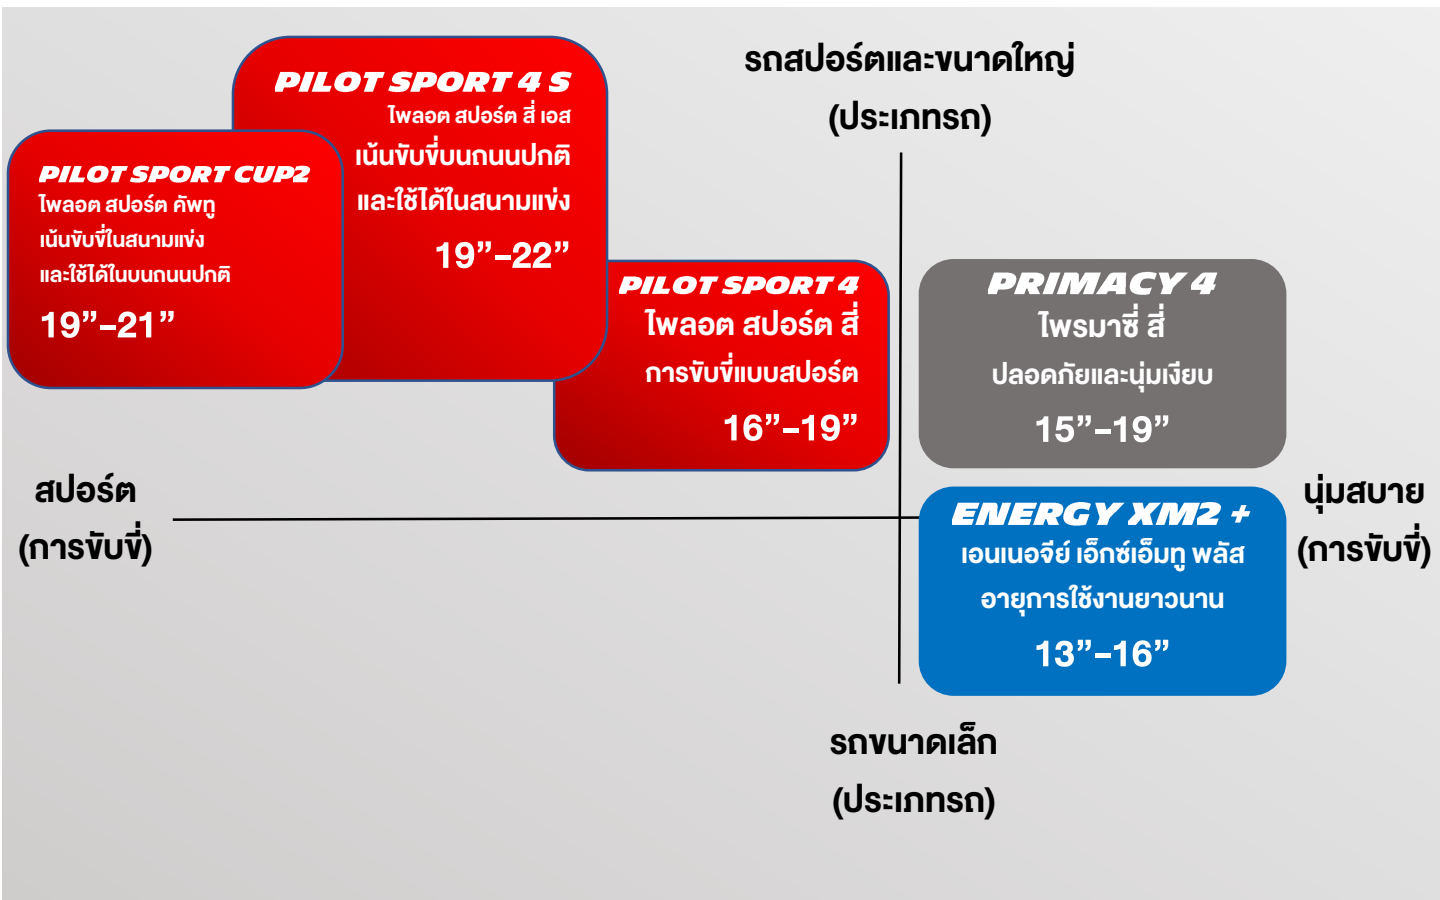 รถสปอร์ตและขนาดใหญ่
(ประเภทรถ)
PILOT SPORT 4 S
ไพลอต สปอร์ต สี่ เอส
เน้นขับขี่บนถนนปกติ
และใช้ได้ในสนามแข่ง
19”-22”
PILOT SPORT CUP2
ไพลอต สปอร์ต คัพทู
เน้นขับขี่ในสนามแข่ง
และใช้ได้ในบนถนนปกติ
19”-21”
PILOT SPORT 4
ไพลอต สปอร์ต สี่
การขับขี่แบบสปอร์ต
16”-19”
PRIMACY 4
ไพรมาซี่ สี่
ปลอดภัยและนุ่มเงียบ
15”-19”
สปอร์ต
(การขับขี่)
ENERGY XM2 +
เอนเนอจีย์ เอ็กซ์เอ็มทู พลัส
อายุการใช้งานยาวนาน
13”-16”
นุ่มสบาย
(การขับขี่)
รถขนาดเล็ก
(ประเภทรถ)